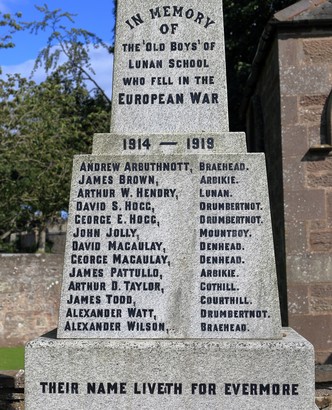 IN MEMORY
OF
THE 'OLD BOYS' OF
LUNAN SCHOOL
WHO FELL IN THE
EUROPEAN WAR
1914 — 1919
ANDREW ARBUTHNOTT, BRAEHEAD.
JAMES BROWN, ARBIKIE.
ARTHUR W. HENDRY, LUNAN.
DAVID S. HOGG, DRUMBERTNOT.
GEORGE E. HOGG, DRUMBERTNOT.
JOHN JOLLY, MOUNTBOY.
DAVID MACAULAY, DENHEAD.
GEORGE MACAULAY, DENHEAD.
JAMES PATTULLO, ARBIKIE.
ARTHUR D. TAYLOR, COTHILL.
JAMES TODD, COURTHILL.
ALEXANDER WATT, DRUMBERTNOT.
ALEXANDER WILSON, BRAEHEAD.
THEIR NAME LIVETH FOR EVERMORE